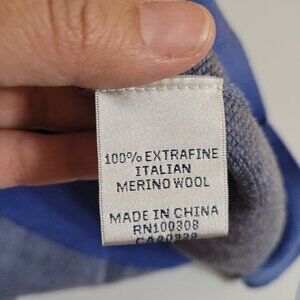 100% EXTRAFINE
ITALIAN
MERINO WOOL
MADE IN CHINA
RN100308